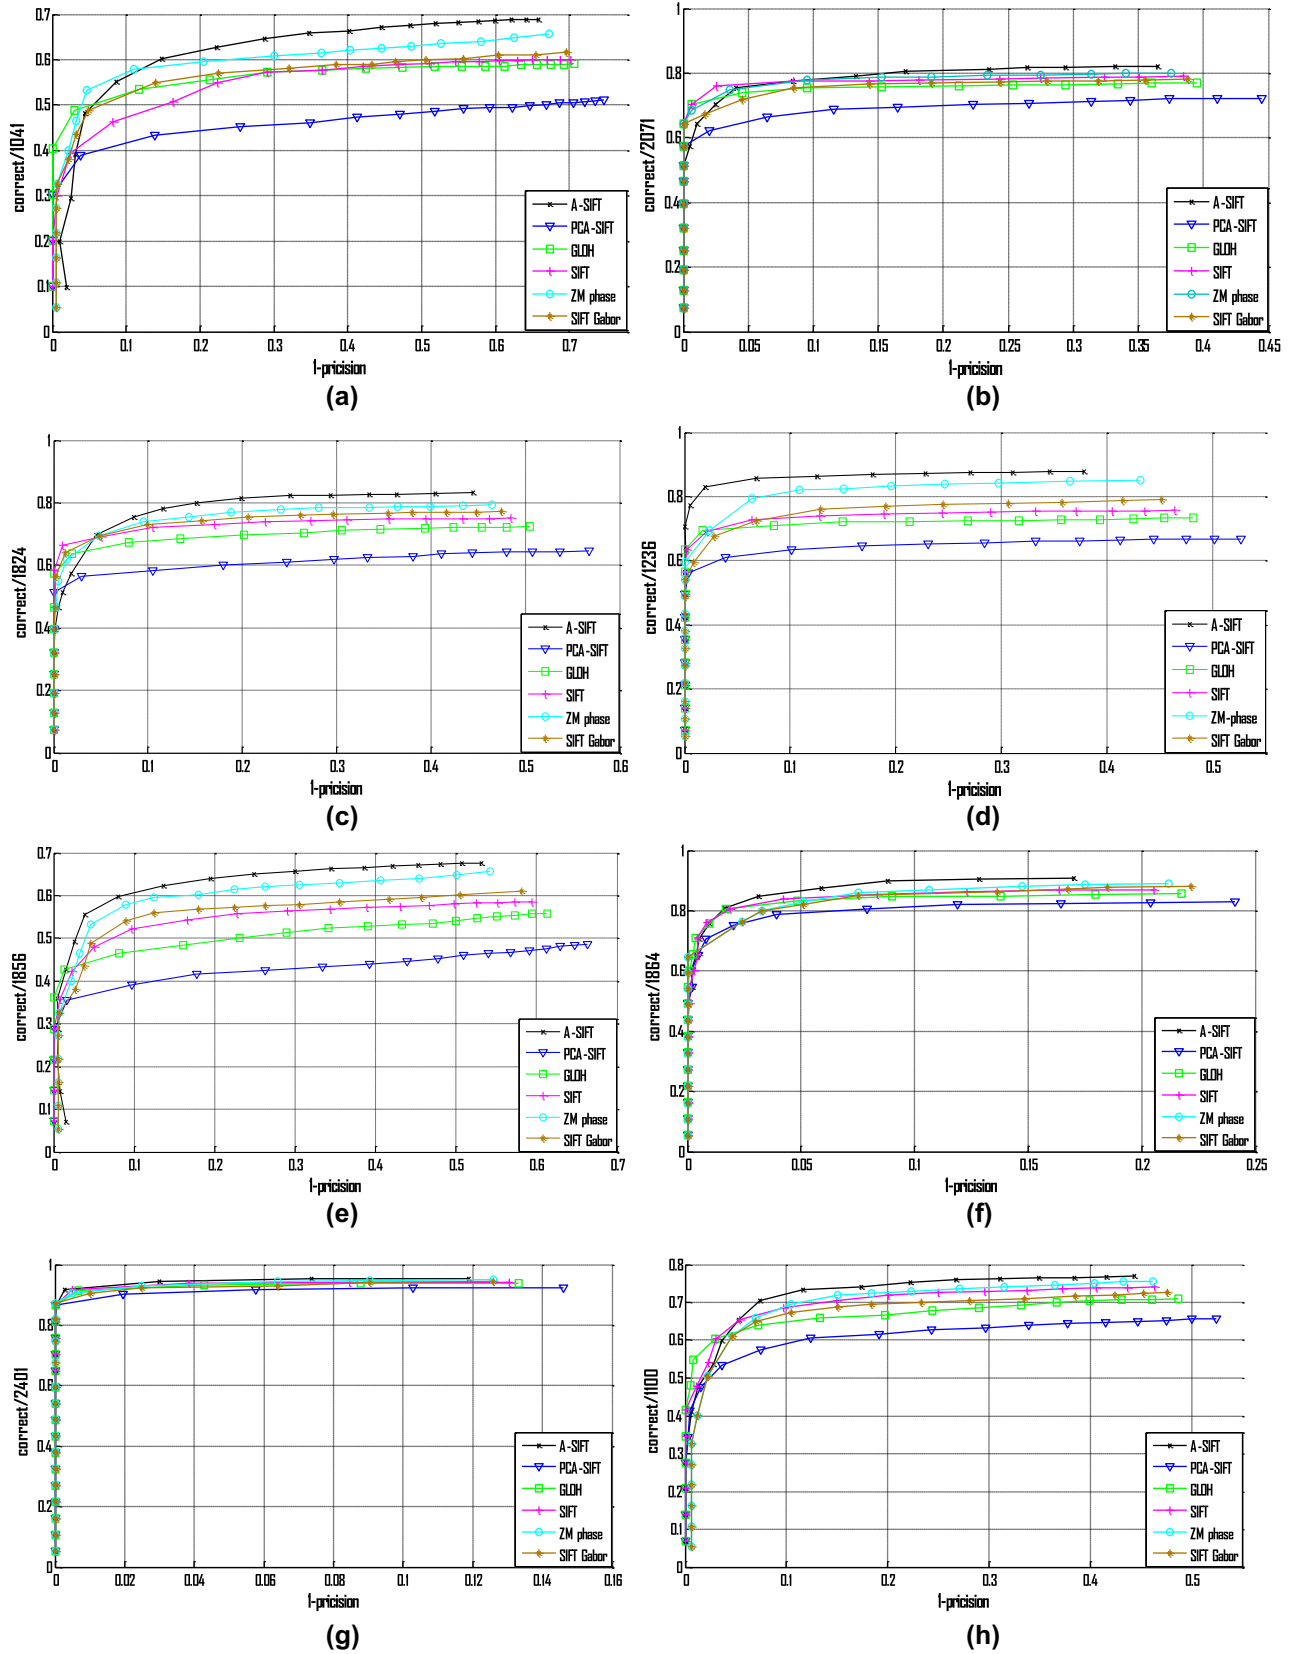 0.7
0.6
0.5
0.4
0.3
0.2
0.1
0
correct/1041
0 0.1 0.2 0.3 0.4 0.5 0.6 0.7
1-pricision
A-SIFT
PCA-SIFT
GLOH
SIFT
ZM phase
SIFT Gabor
(a)
1
0.8
0.6
0.4
0.2
0
correct/2071
0 0.05 0.1 0.15 0.2 0.25 0.3 0.35 0.4 0.45
1-pricision
A-SIFT
PCA-SIFT
GLOH
SIFT
ZM phase
SIFT Gabor
(b)
1
0.8
0.6
0.4
0.2
0
correct/1824
0 0.1 0.2 0.3 0.4 0.5 0.6
1-pricision
A-SIFT
PCA-SIFT
GLOH
SIFT
ZM phase
SIFT Gabor
(c)
1
0.8
0.6
0.4
0.2
0
correct/1236
0 0.1 0.2 0.3 0.4 0.5
1-pricision
A-SIFT
PCA-SIFT
GLOH
SIFT
ZM-phase
SIFT Gabor
(d)
0.7
0.6
0.5
0.4
0.3
0.2
0.1
0
correct/1856
0 0.1 0.2 0.3 0.4 0.5 0.6 0.7
1-pricision
A-SIFT
PCA-SIFT
GLOH
SIFT
ZM phase
SIFT Gabor
(e)
1
0.8
0.6
0.4
0.2
0
correct/1864
0 0.05 0.1 0.15 0.2 0.25
1-pricision
A-SIFT
PCA-SIFT
GLOH
SIFT
ZM phase
SIFT Gabor
(f)
1
0.8
0.6
0.4
0.2
0
correct/2401
0 0.02 0.04 0.06 0.08 0.1 0.12 0.14 0.16
1-pricision
A-SIFT
PCA-SIFT
GLOH
SIFT
ZM phase
SIFT Gabor
(g)
0.8
0.7
0.6
0.5
0.4
0.3
0.2
0.1
0
correct/1100
0 0.1 0.2 0.3 0.4 0.5
1-pricision
A-SIFT
PCA-SIFT
GLOH
SIFT
ZM phase
SIFT Gabor
(h)